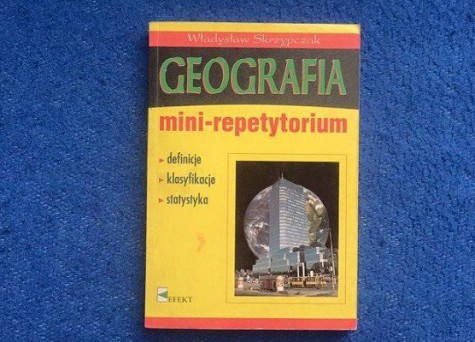 Władysław Skrzypczak
GEOGRAFIA
mini-repetytorium
definicje
klasyfikacje
statystyka
EFEKT